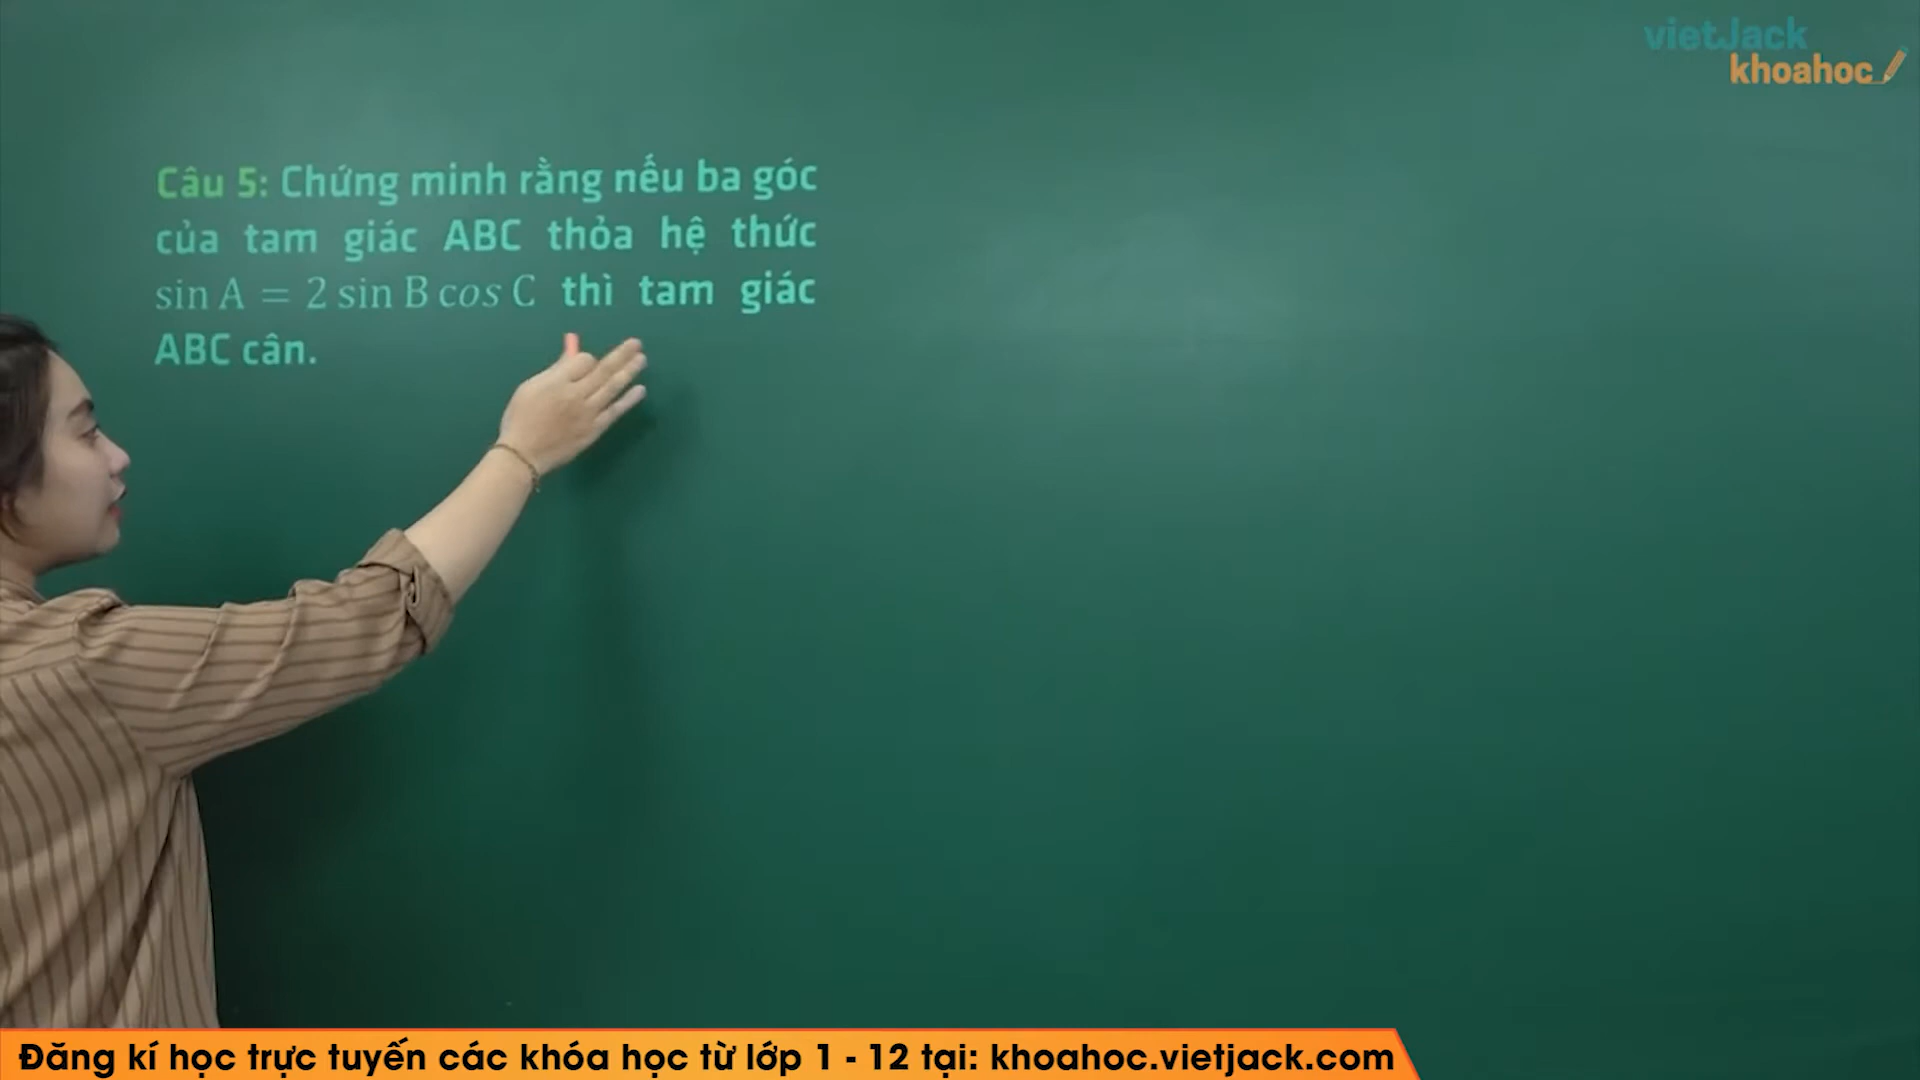 vietJack
khoahoc
Câu 5: Chứng minh rằng nếu ba góc
của tam giác ABC thỏa hệ thức
sin A = 2 sin B cos C thì tam giác
ABC cân.
Đăng kí học trực tuyến các khóa học từ lớp 1 - 12 tại: khoahoc.vietjack.com